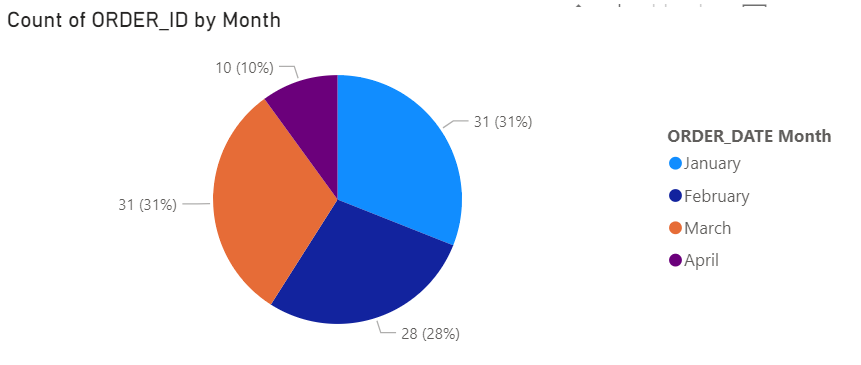 Count of ORDER_ID by Month
10 (10%)
31 (31%)
31 (31%)
28 (28%)
ORDER_DATE Month
January
February
March
April